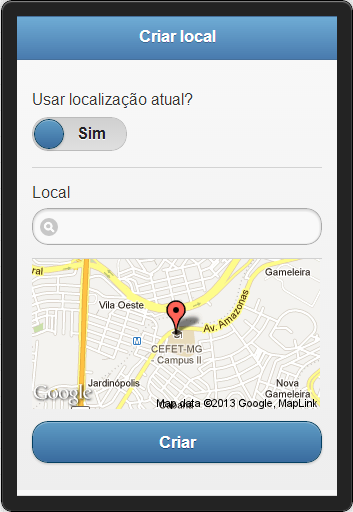 Criar local
Usar localização atual?
Sim
Local
Gameleira
Vila Oeste
Av. Amazonas
M
CEFET-MG
Campus II
Jardinópolis
Nova
Gameleira
Google
Map data ©2013 Google, MapLink
Criar